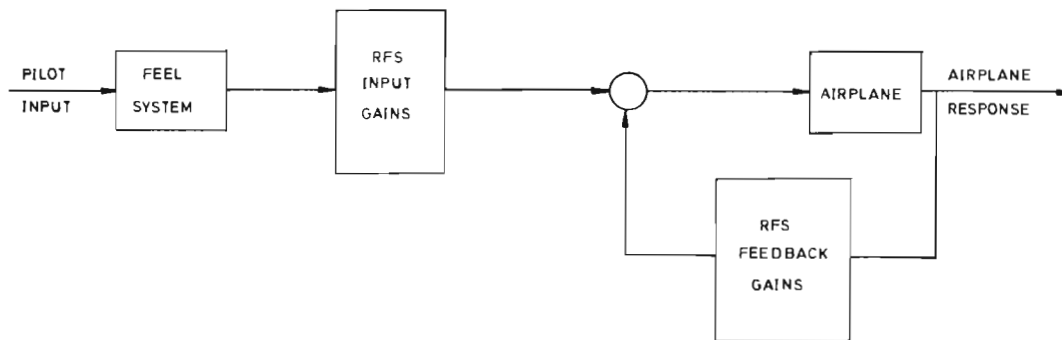 PILOT
INPUT
FEEL
SYSTEM
RFS
INPUT
GAINS
AIRPLANE
AIRPLANE
RESPONSE
RFS
FEEDBACK
GAINS